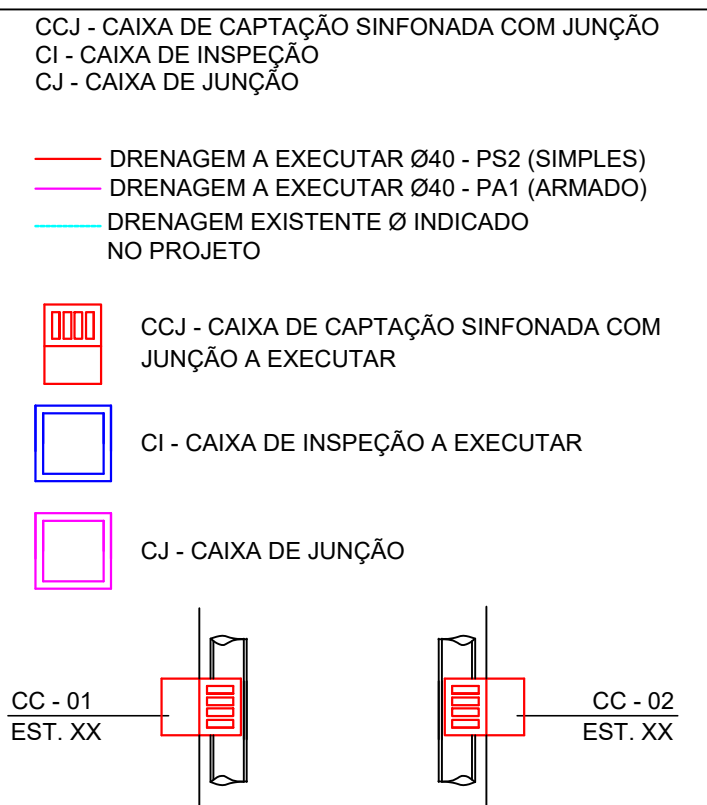 CCJ - CAIXA DE CAPTAÇÃO SINFONADA COM JUNÇÃO
CI - CAIXA DE INSPEÇÃO
CJ - CAIXA DE JUNÇÃO
DRENAGEM A EXECUTAR Ø40 - PS2 (SIMPLES)
DRENAGEM A EXECUTAR Ø40 - PA1 (ARMADO)
DRENAGEM EXISTENTE Ø INDICADO
NO PROJETO
CCJ - CAIXA DE CAPTAÇÃO SINFONADA COM
JUNÇÃO A EXECUTAR
CI - CAIXA DE INSPEÇÃO A EXECUTAR
CJ - CAIXA DE JUNÇÃO
CC - 01
EST. XX
CC - 02
EST. XX